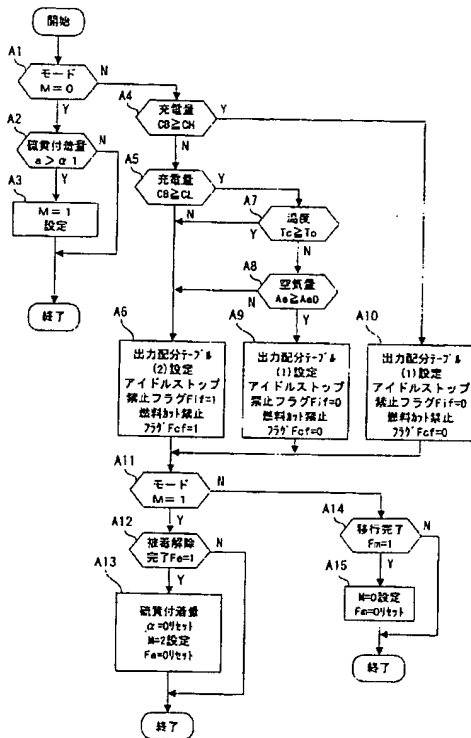 開始
A1
モード
M=0
N
Y
A2
硫黄付着量
a>α1
N
Y
A3
M=1
設定
終了
A4
充電量
CB≧CH
Y
N
A5
充電量
CB≧CL
Y
N
A7
温度
Tc≧To
Y
N
A8
空気量
Aa≧Aa0
N
Y
A6
出力配分テーブル
(2)設定
アイドルストップ
禁止フラグFif=1
燃料カット禁止
フラグFcf=1
A9
出力配分テーブル
(1)設定
アイドルストップ
禁止フラグFif=0
燃料カット禁止
フラグFcf=0
A10
出力配分テーブル
(1)設定
アイドルストップ
禁止フラグFif=0
燃料カット禁止
フラグFcf=0
A11
モード
M=1
N
Y
A12
被毒解除
完了Fe=1
N
Y
A13
硫黄付着量
α=0リセット
M=2設定
Fe=0リセット
終了
A14
移行完了
Fm=1
N
Y
A15
M=0設定
Fm=0リセット
終了